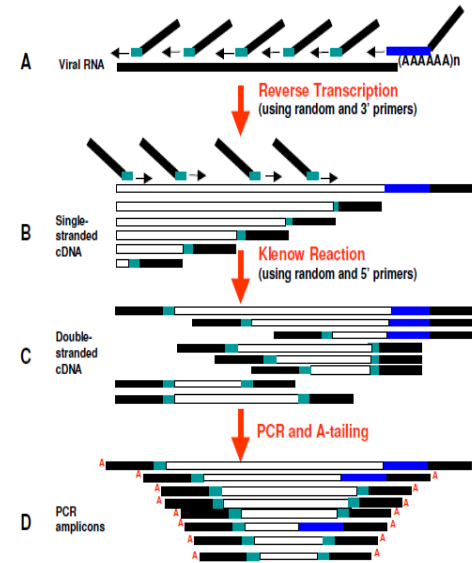 A
Viral RNA
(AAAAAA)n
Reverse Transcription
(using random and 3' primers)
B
Single-
stranded
cDNA
Klenow Reaction
(using random and 5' primers)
C
Double-
stranded
cDNA
PCR and A-tailing
A
A
A
A
A
A
A
A
A
A
A
A
D
PCR
amplicons
A
A
A
A